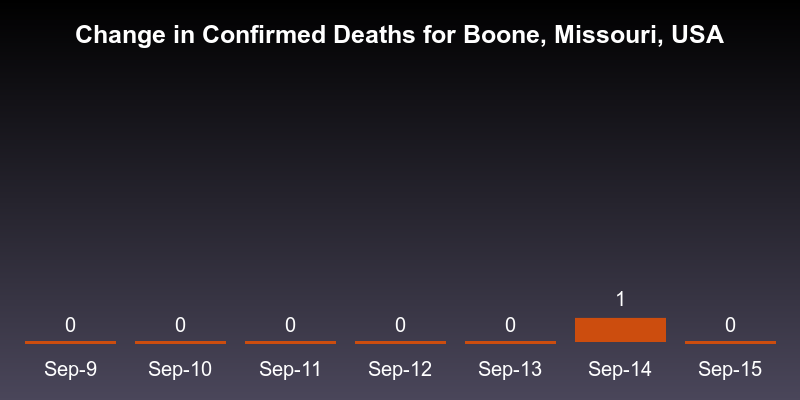 Change in Confirmed Deaths for Boone, Missouri, USA
1
0 0 0 0 0 0
Sep-9 Sep-10 Sep-11 Sep-12 Sep-13 Sep-14 Sep-15